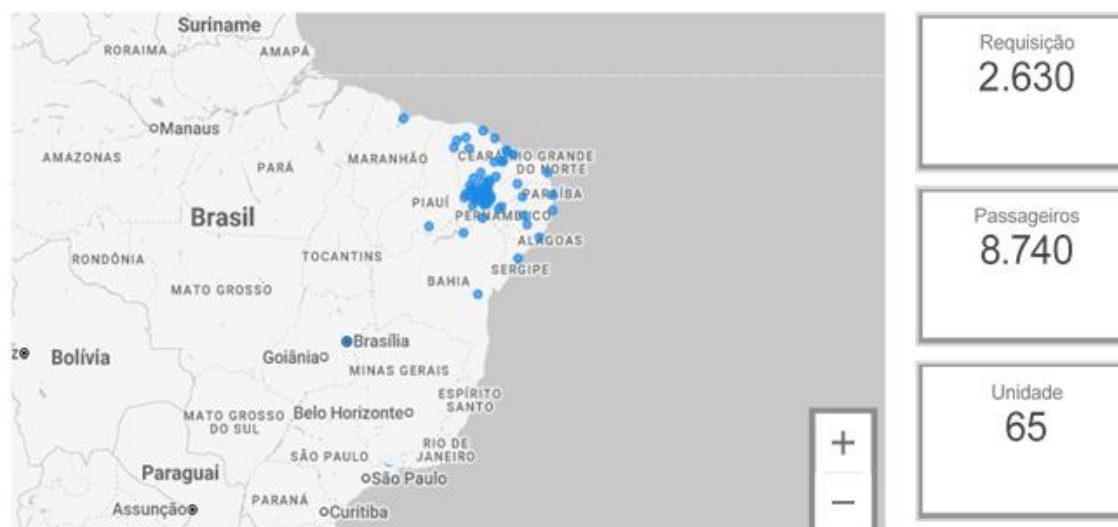 Suriname
RORAIMA
AMAPÁ
Manaus
AMAZONAS
PARÁ
MARANHÃO
CEARÁ
RIO GRANDE
DO NORTE
PARAÍBA
PIAUÍ
PERNAMBUCO
Brasil
ALAGOAS
RONDÔNIA
TOCANTINS
SERGIPE
BAHIA
MATO GROSSO
Brasília
Bolívia
Goiânia
MINAS GERAIS
ESPÍRITO
SANTO
MATO GROSSO
DO SUL
Belo Horizonte
RIO DE
JANEIRO
SÃO PAULO
Paraguai
São Paulo
PARANÁ
Assunção
Curitiba
+
−
Requisição
2.630
Passageiros
8.740
Unidade
65